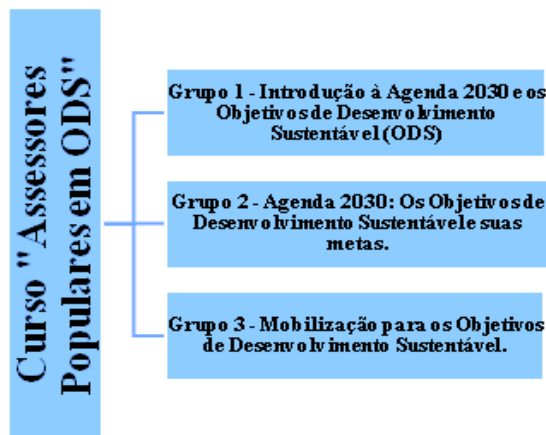 Curso "Assessores
Populares em ODS"
Grupo 1 - Introdução à Agenda 2030 e os
Objetivos de Desenvolvimento
Sustentável (ODS)
Grupo 2 - Agenda 2030: Os Objetivos de
Desenvolvimento Sustentável e suas
metas.
Grupo 3 - Mobilização para os Objetivos
de Desenvolvimento Sustentável.